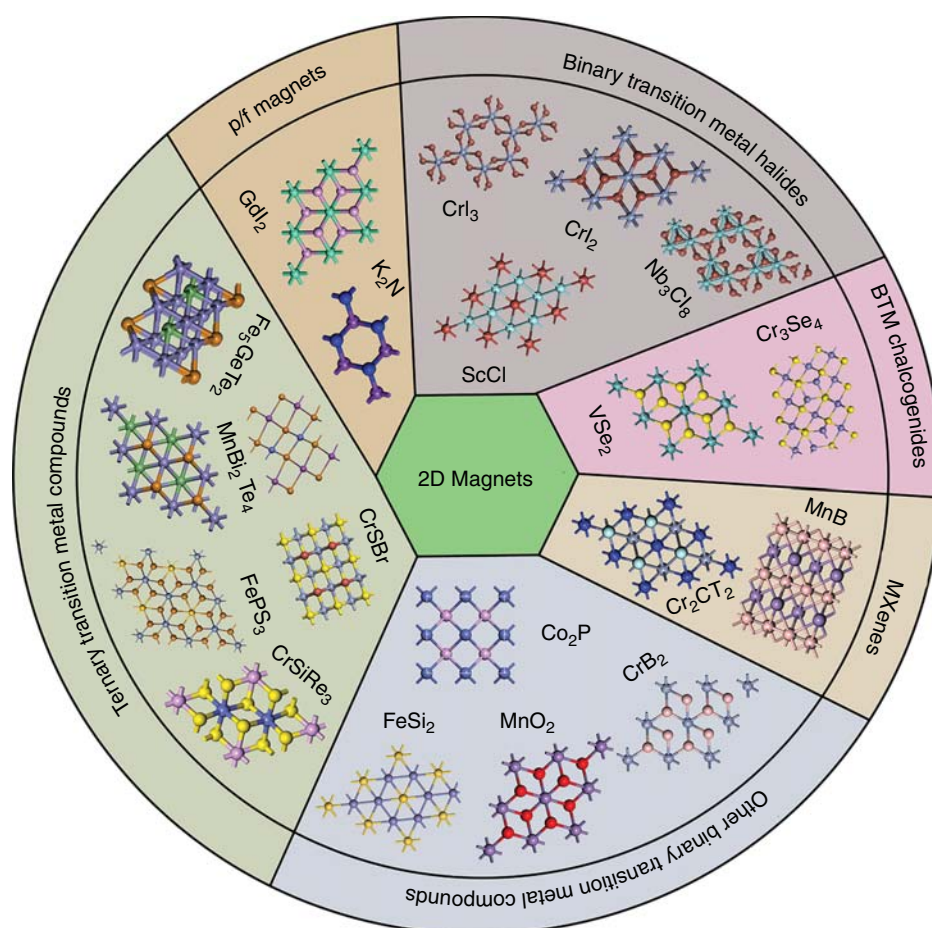 p/f magnets
GdI₂
K₂N
Binary transition metal halides
CrI₃
CrI₂
Nb₃Cl₈
ScCl
BTM chalcogenides
Cr₃Se₄
VSe₂
MXenes
MnB
Cr₂CT₂
Other binary transition metal compounds
Co₂P
CrB₂
FeSi₂
MnO₂
Ternary transition metal compounds
Fe₅GeTe₂
MnBi₂Te₄
CrSBr
FePS₃
CrSiRe₃
2D Magnets